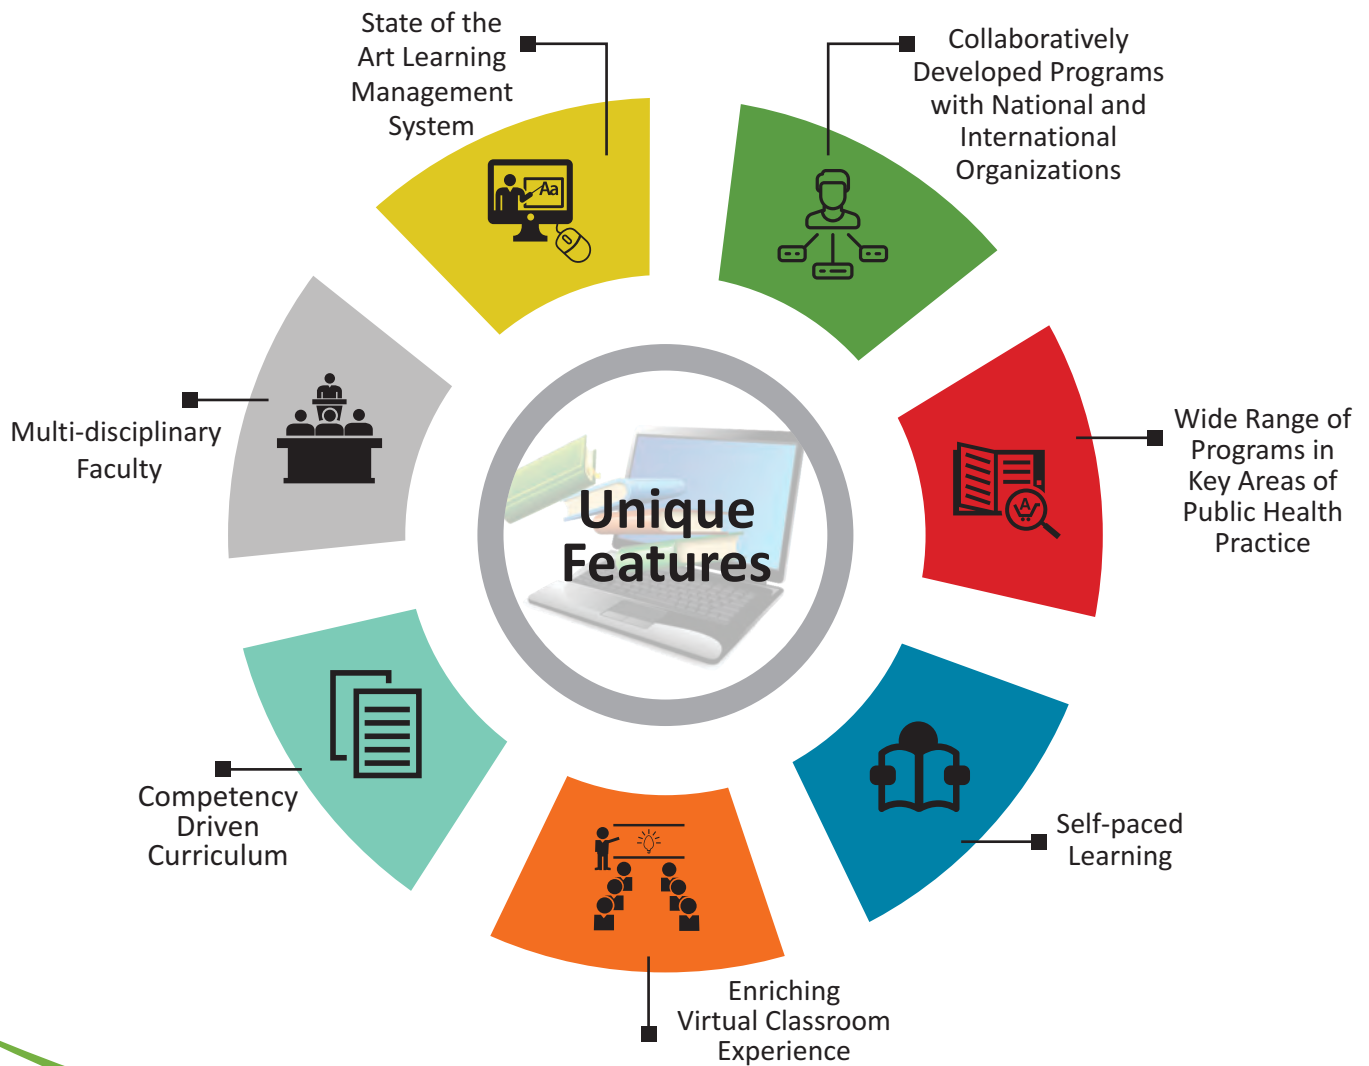 State of the
Art Learning
Management
System
Collaboratively
Developed Programs
with National and
International
Organizations
Aa
Multi-disciplinary
Faculty
Wide Range of
Programs in
Key Areas of
Public Health
Practice
A
Unique
Features
Competency
Driven
Curriculum
Self-paced
Learning
Enriching
Virtual Classroom
Experience